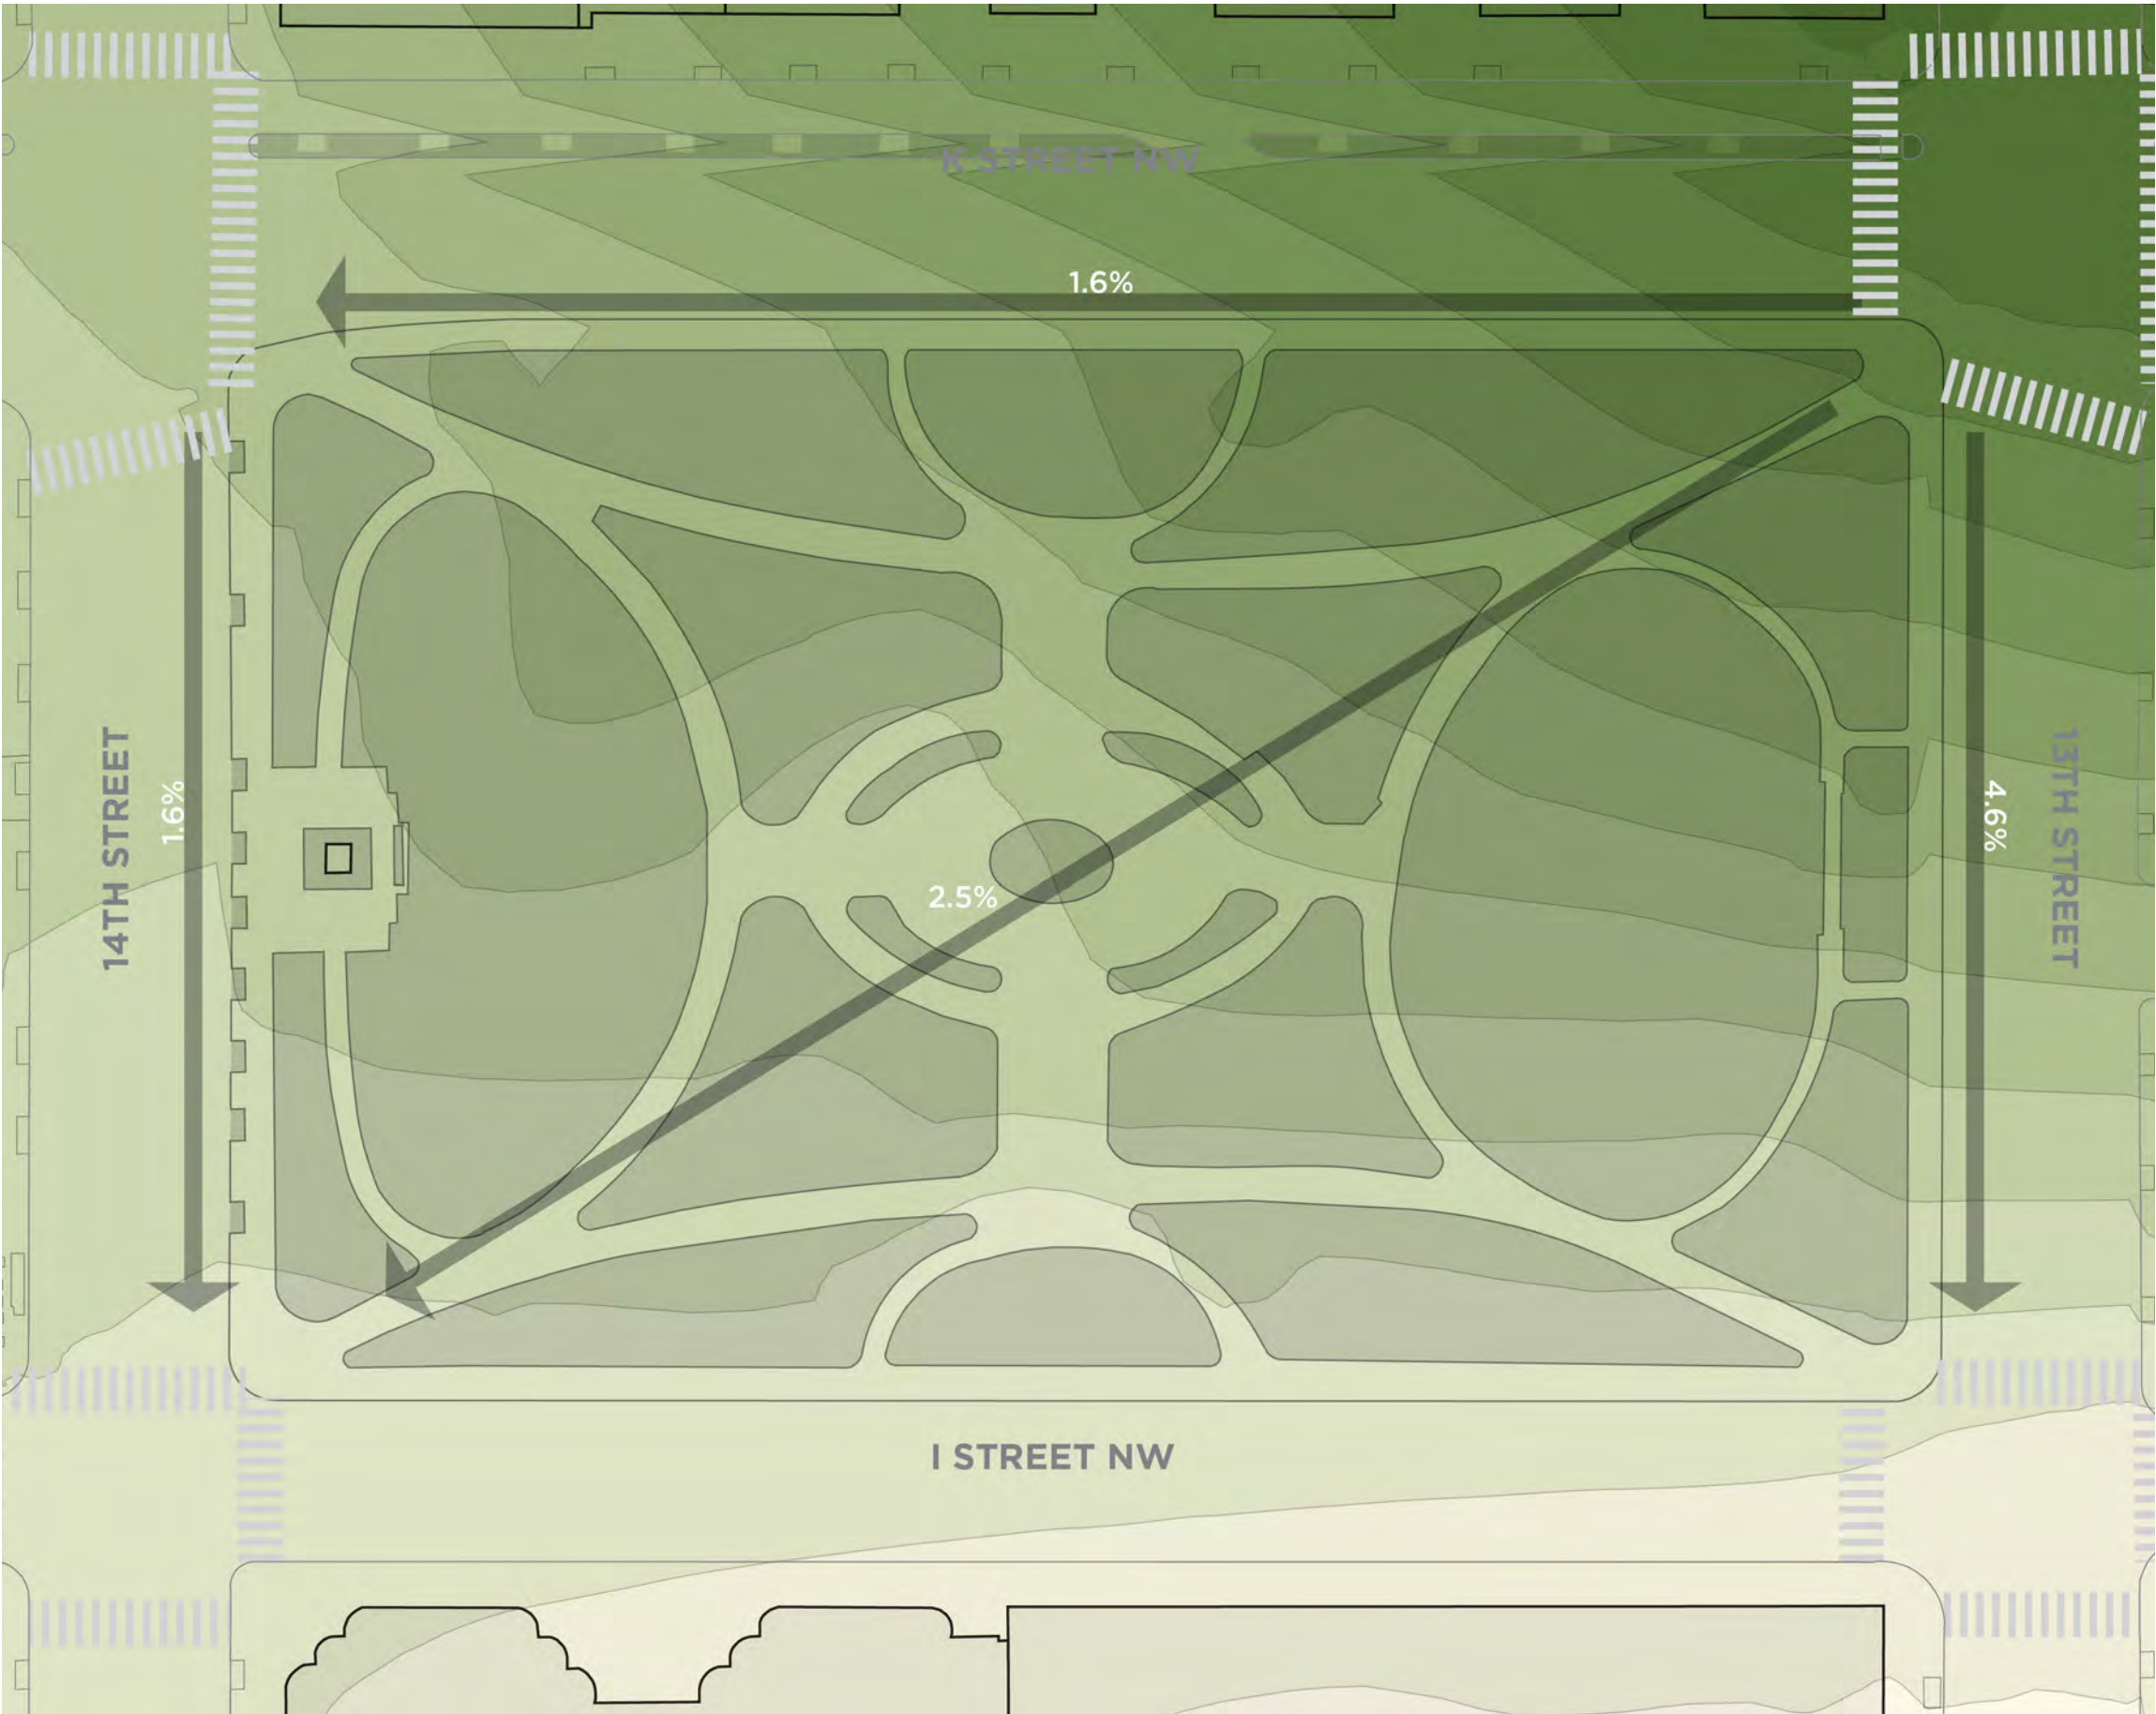 K STREET NW
1.6%
14TH STREET
1.6%
2.5%
4.6%
13TH STREET
I STREET NW